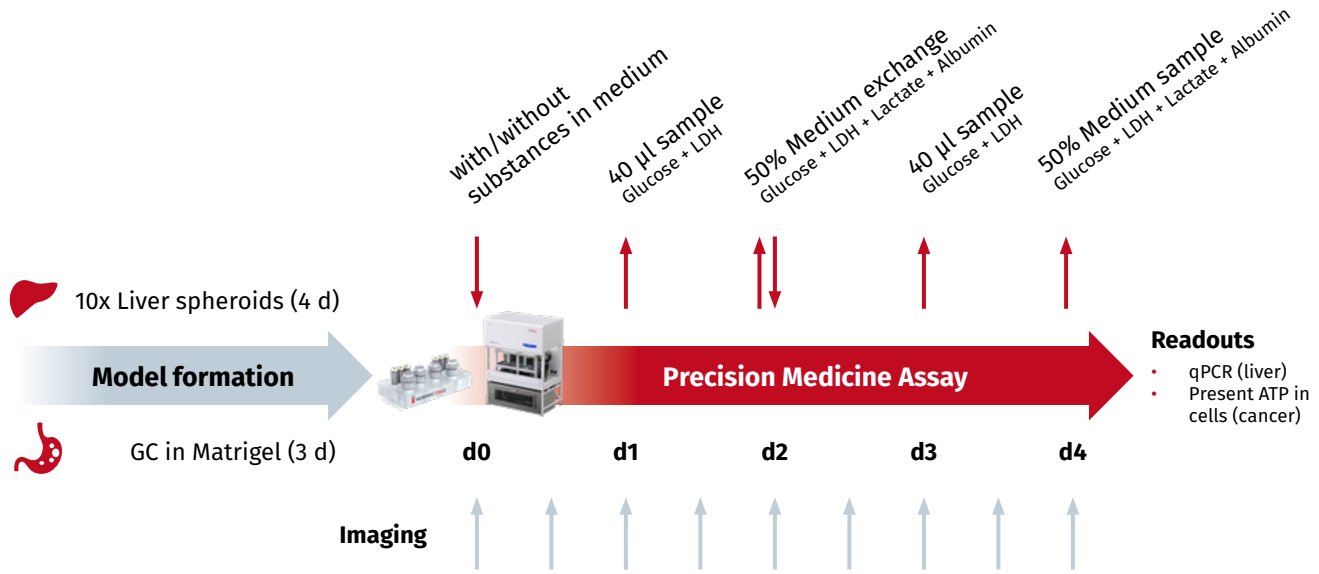 with/without
substances in medium
40 µl sample
Glucose + LDH
50% Medium exchange
Glucose + LDH + Lactate + Albumin
40 µl sample
Glucose + LDH
50% Medium sample
Glucose + LDH + Lactate + Albumin
10x Liver spheroids (4 d)
Model formation
Precision Medicine Assay
Readouts
• qPCR (liver)
• Present ATP in
cells (cancer)
GC in Matrigel (3 d)
d0 d1 d2 d3 d4
Imaging